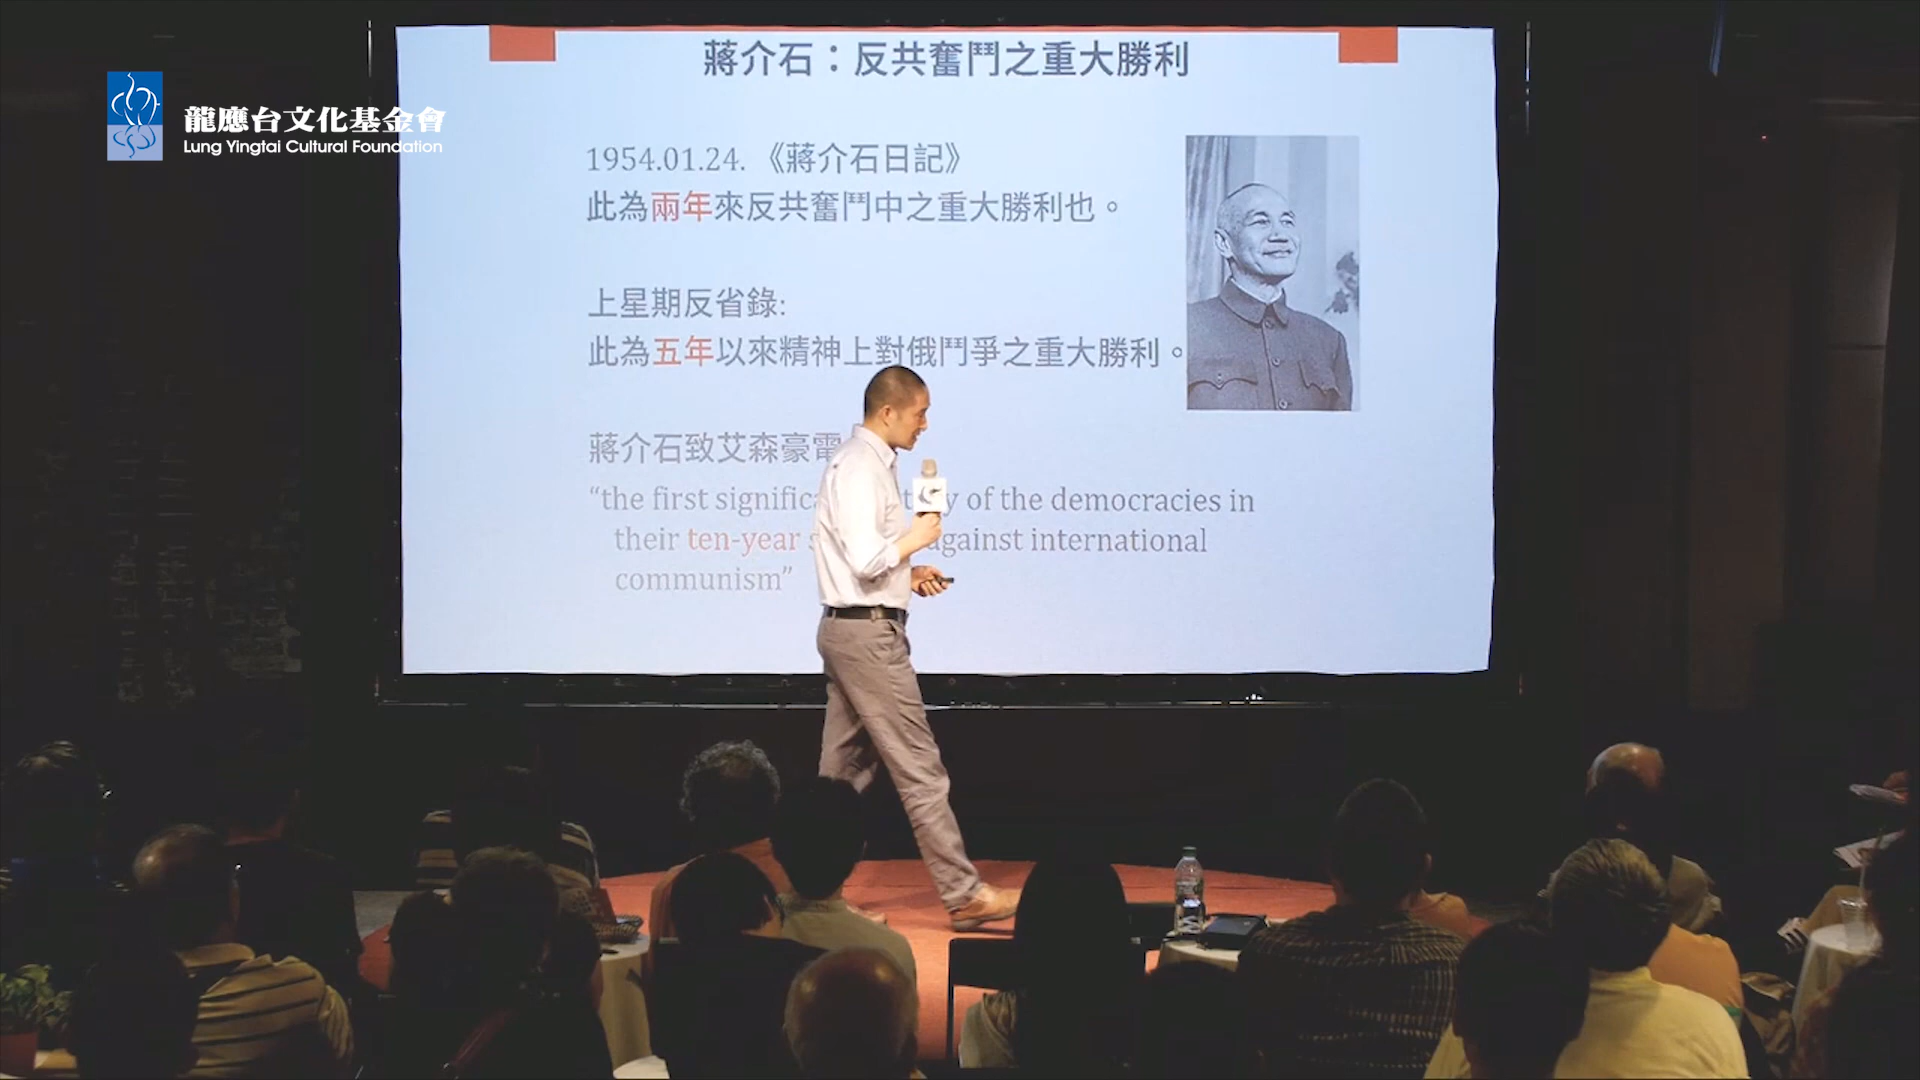 蔣介石：反共奮鬥之重大勝利
龍應台文化基金會
Lung Yingtai Cultural Foundation
1954.01.24. 《蔣介石日記》
此為兩年來反共奮鬥中之重大勝利也。
上星期反省錄:
此為五年以來精神上對俄鬥爭之重大勝利。
蔣介石致艾森豪電
“the first of the democracies in
their ten-year against international
communism”